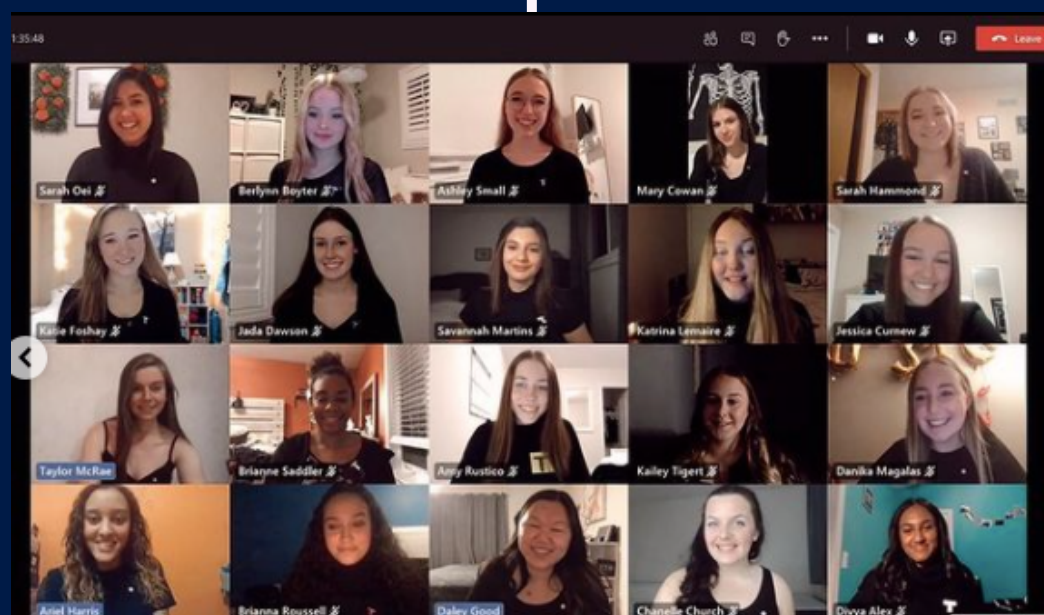 1:35:48
Leave
Sarah Oei
Berlynn Boyter
Ashley Small
Mary Cowan
Sarah Hammond
Katie Foshay
Jada Dawson
Savannah Martins
Katrina Lemaire
Jessica Curnew
Taylor McRae
Brianne Saddler
Amy Rustico
Kailey Tigert
Danika Magalas
Ariel Harris
Brianna Roussell
Daley Good
Chanelle Church
Divya Alex